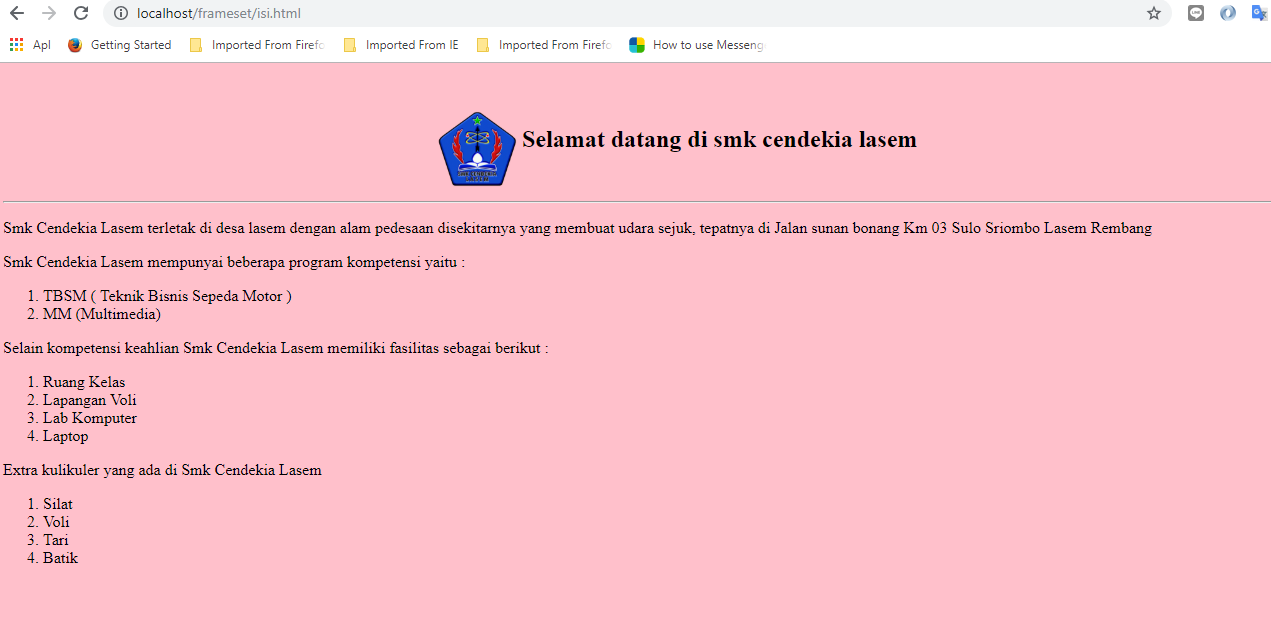 localhost/frameset/isi.html
Apl Getting Started Imported From Firefo Imported From IE Imported From Firefo How to use Messeng
Selamat datang di smk cendekia lasem
Smk Cendekia Lasem terletak di desa lasem dengan alam pedesaan disekitarnya yang membuat udara sejuk, tepatnya di Jalan sunan bonang Km 03 Sulo Sriombo Lasem Rembang
Smk Cendekia Lasem mempunyai beberapa program kompetensi yaitu :
1. TBSM ( Teknik Bisnis Sepeda Motor )
2. MM (Multimedia)
Selain kompetensi keahlian Smk Cendekia Lasem memiliki fasilitas sebagai berikut :
1. Ruang Kelas
2. Lapangan Voli
3. Lab Komputer
4. Laptop
Extra kulikuler yang ada di Smk Cendekia Lasem
1. Silat
2. Voli
3. Tari
4. Batik